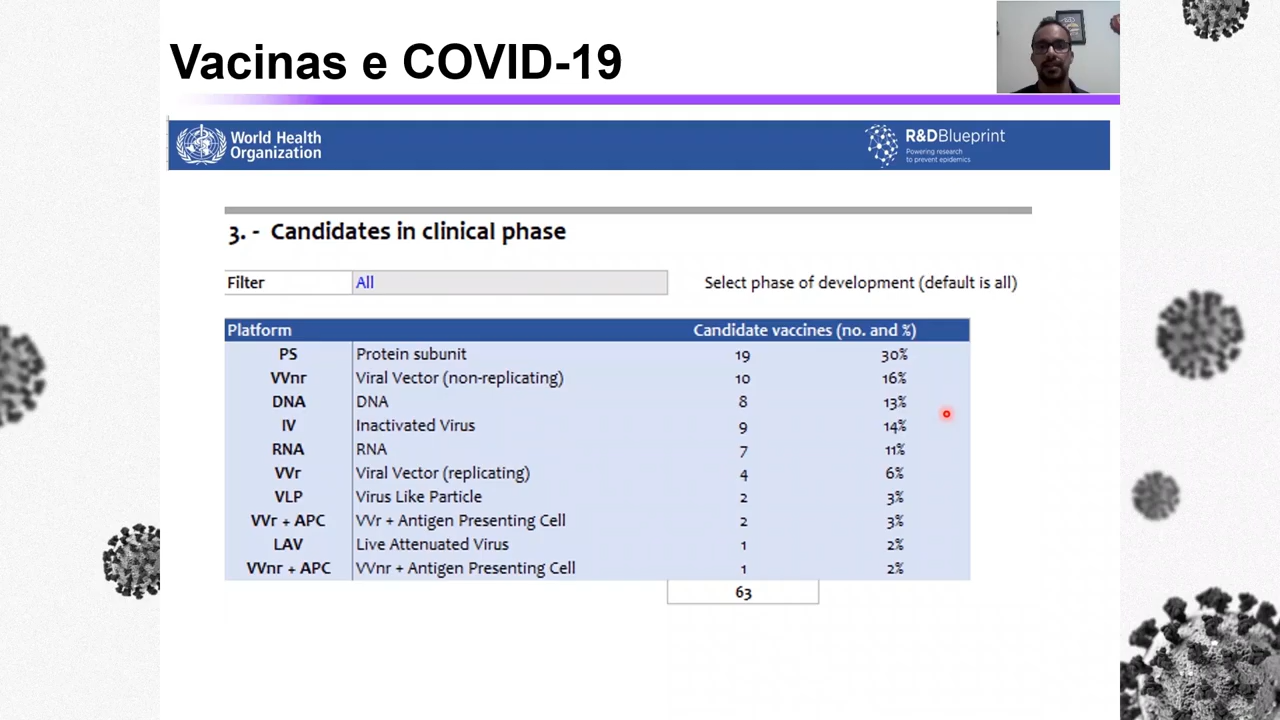 Vacinas e COVID-19
World Health
Organization
R&DBlueprint
Powering research
to prevent epidemics
3. - Candidates in clinical phase
Filter All Select phase of development (default is all)
Platform Candidate vaccines (no. and %)
PS Protein subunit 19 30%
VVnr Viral Vector (non-replicating) 10 16%
DNA DNA 8 13%
IV Inactivated Virus 9 14%
RNA RNA 7 11%
VVr Viral Vector (replicating) 4 6%
VLP Virus Like Particle 2 3%
VVr + APC VVr + Antigen Presenting Cell 2 3%
LAV Live Attenuated Virus 1 2%
VVnr + APC VVnr + Antigen Presenting Cell 1 2%
63